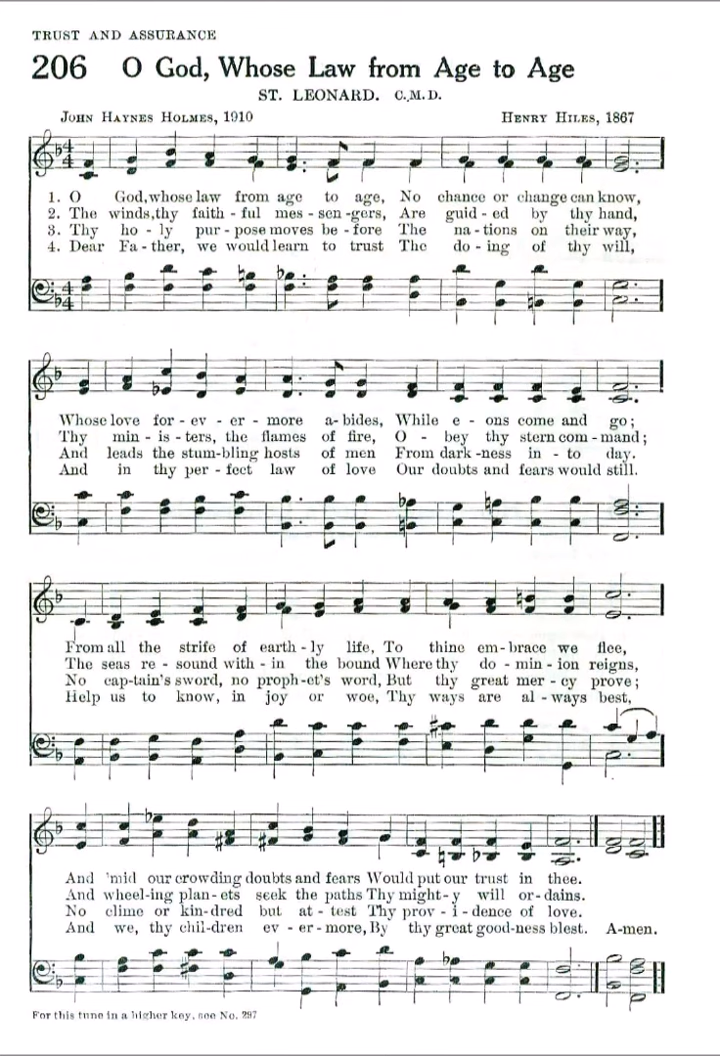 TRUST AND ASSURANCE
206 O God, Whose Law from Age to Age
ST. LEONARD. C.M.D.
JOHN HAYNES HOLMES, 1910 HENRY HILES, 1867
1. O God, whose law from age to age, No chance or change can know,
2. The winds, thy faith - ful mes - sen - gers, Are guid - ed by thy hand,
3. Thy ho - ly pur - pose moves be - fore The na - tions on their way,
4. Dear Fa - ther, we would learn to trust The do - ing of thy will,
Whose love for - ev - er - more a - bides, While e - ons come and go;
Thy min - is - ters, the flames of fire, O - bey thy stern com - mand;
And leads the stum - bling hosts of men From dark - ness in - to day.
And in thy per - fect law of love Our doubts and fears would still.
From all the strife of earth - ly life, To thine em - brace we flee,
The seas re - sound with - in the bound Where thy do - min - ion reigns,
No cap - tain's sword, no proph - et's word, But thy great mer - cy prove;
Help us to know, in joy or woe, Thy ways are al - ways best,
And 'mid our crowding doubts and fears Would put our trust in thee.
And wheel - ing plan - ets seek the paths Thy might - y will or - dains.
No clime or kin - dred but at - test Thy prov - i - dence of love.
And we, thy chil - dren ev - er - more, By thy great good - ness blest. A - men.
For this tune in a higher key, see No. 297